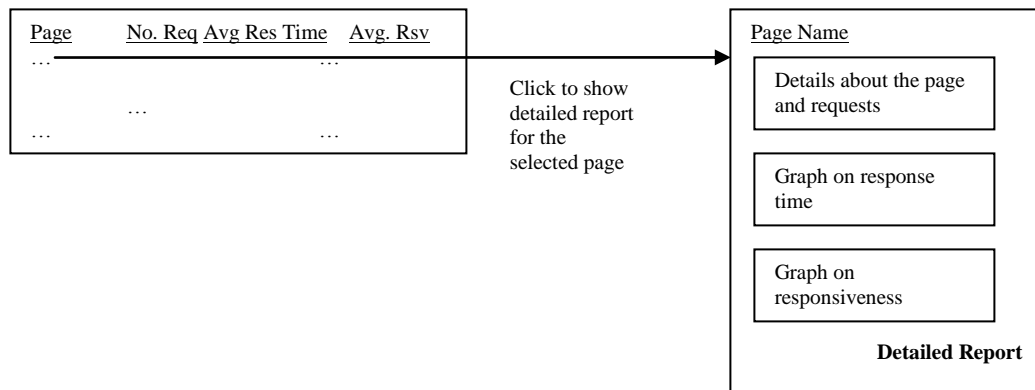 Page No. Req Avg Res Time Avg. Rsv
… …
…
… …
Click to show
detailed report
for the
selected page
Page Name
Details about the page
and requests
Graph on response
time
Graph on
responsiveness
Detailed Report